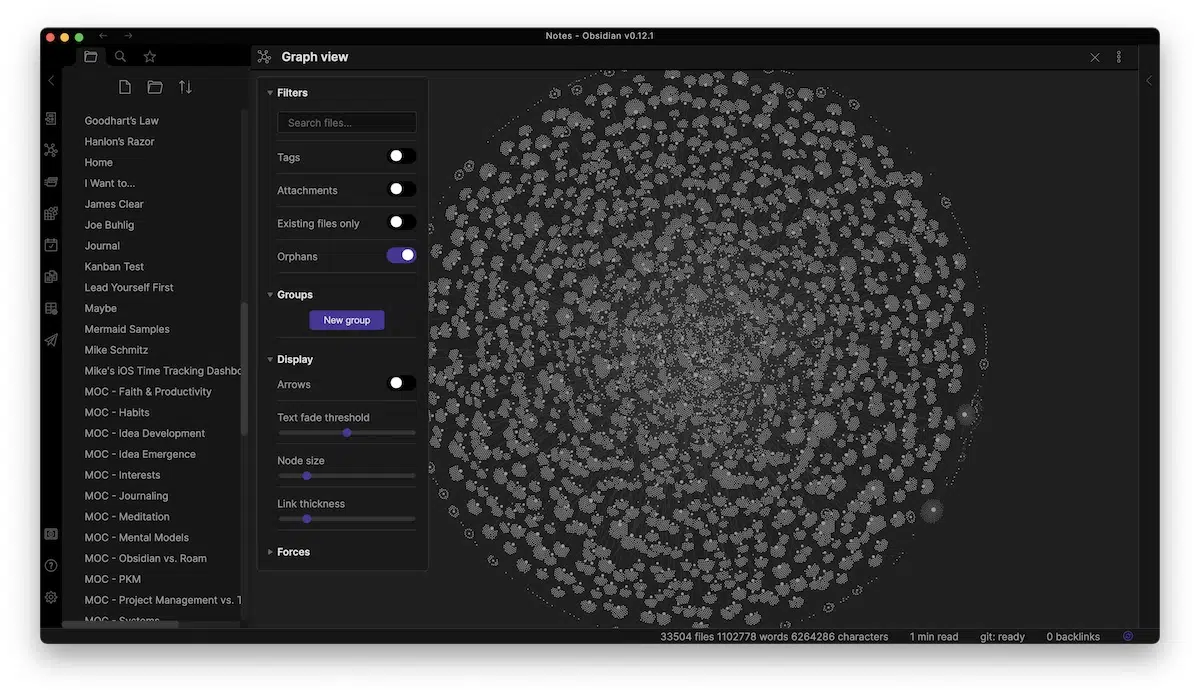 Notes - Obsidian v0.12.1
Graph view
Goodhart's Law
Hanlon's Razor
Home
I Want to...
James Clear
Joe Buhlig
Journal
Kanban Test
Lead Yourself First
Maybe
Mermaid Samples
Mike Schmitz
Mike's iOS Time Tracking Dashbo
MOC - Faith & Productivity
MOC - Habits
MOC - Idea Development
MOC - Idea Emergence
MOC - Interests
MOC - Journaling
MOC - Meditation
MOC - Mental Models
MOC - Obsidian vs. Roam
MOC - PKM
MOC - Project Management vs. T
MOC - Systems
Filters
Search files...
Tags
Attachments
Existing files only
Orphans
Groups
New group
Display
Arrows
Text fade threshold
Node size
Link thickness
Forces
33504 files 1102778 words 6264286 characters 1 min read git: ready 0 backlinks